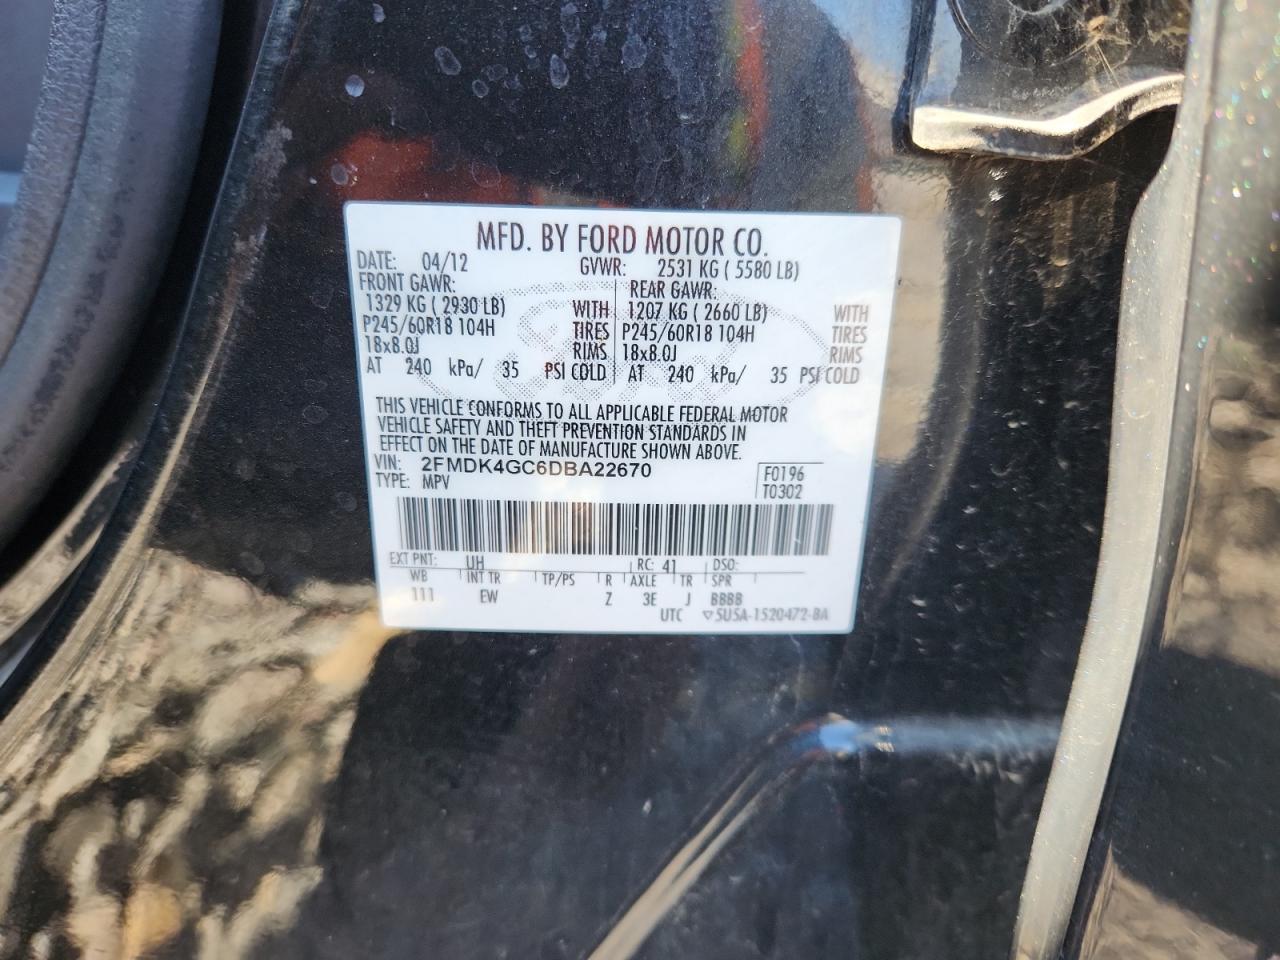 MFD. BY FORD MOTOR CO.
DATE: 04/12 GVWR: 2531 KG ( 5580 LB)
FRONT GAWR: REAR GAWR:
1329 KG ( 2930 LB) WITH 1207 KG ( 2660 LB) WITH
P245/60R18 104H TIRES P245/60R18 104H TIRES
18x8.0J RIMS 18x8.0J RIMS
AT 240 kPa/ 35 PSI COLD AT 240 kPa/ 35 PSI COLD
THIS VEHICLE CONFORMS TO ALL APPLICABLE FEDERAL MOTOR
VEHICLE SAFETY AND THEFT PREVENTION STANDARDS IN
EFFECT ON THE DATE OF MANUFACTURE SHOWN ABOVE.
VIN: 2FMDK4GC6DBA22670 F0196
TYPE: MPV T0302
EXT PNT: UH RC: 41 DSO:
WB INT TR TP/PS R AXLE TR SPR
111 EW Z 3E J BBBB
UTC ▽5U5A-1520472-BA